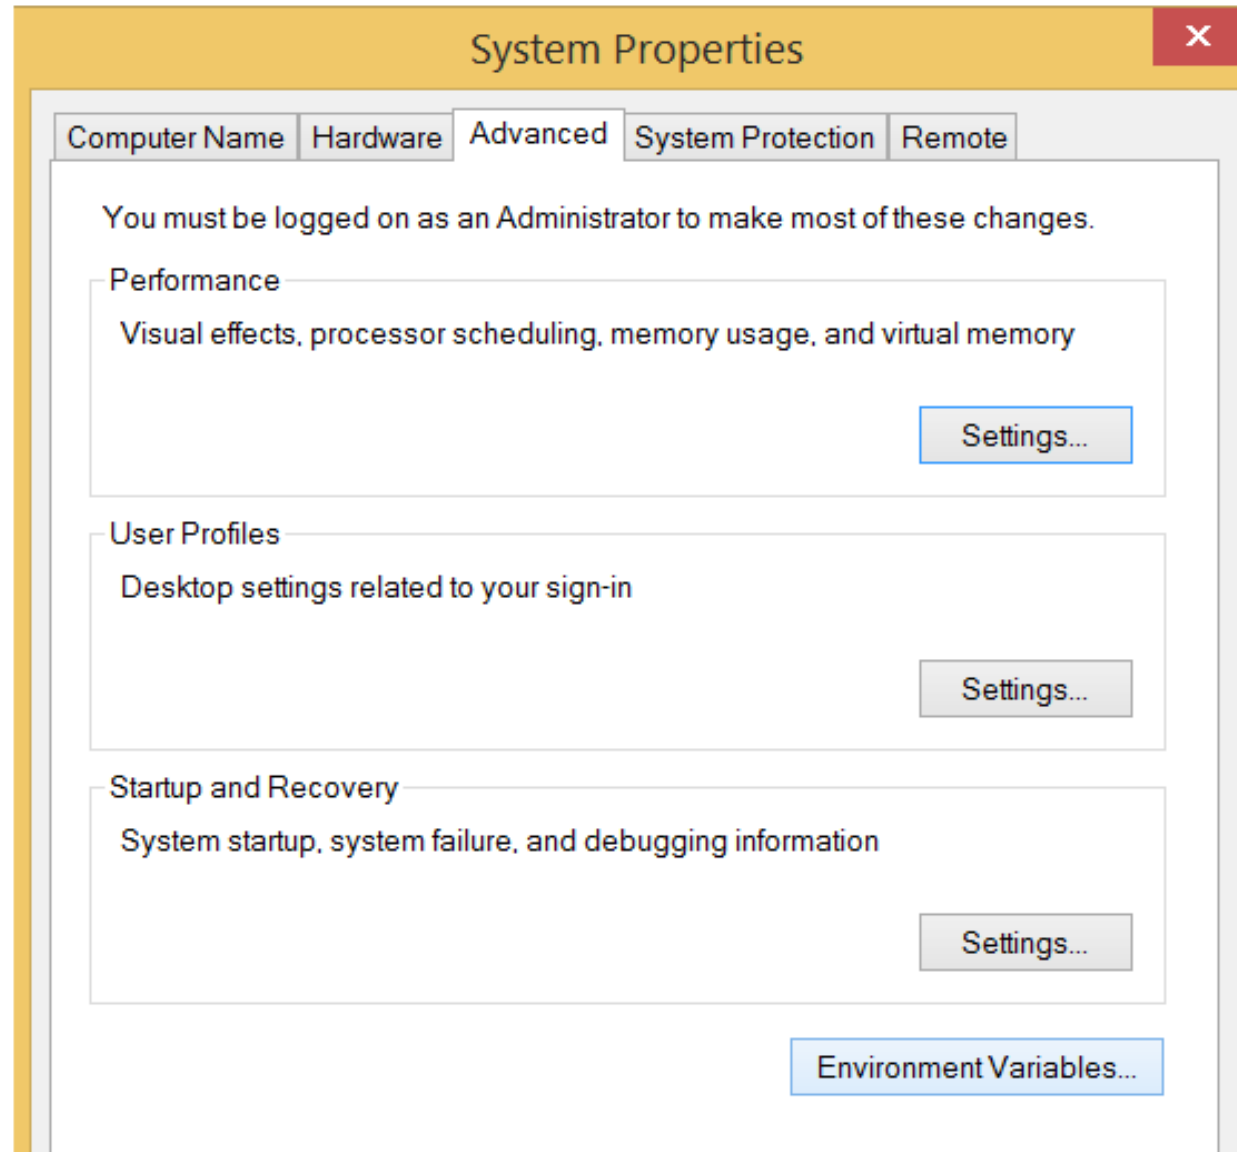 System Properties
Computer Name
Hardware
Advanced
System Protection
Remote
You must be logged on as an Administrator to make most of these changes.
Performance
Visual effects, processor scheduling, memory usage, and virtual memory
Settings...
User Profiles
Desktop settings related to your sign-in
Settings...
Startup and Recovery
System startup, system failure, and debugging information
Settings...
Environment Variables...